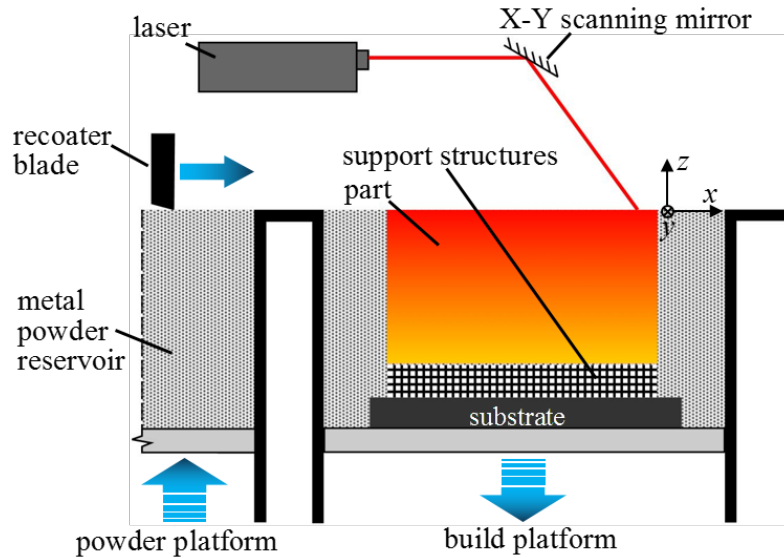 laser
X-Y scanning mirror
recoater
blade
support structures
part
z
x
y
metal
powder
reservoir
substrate
powder platform
build platform